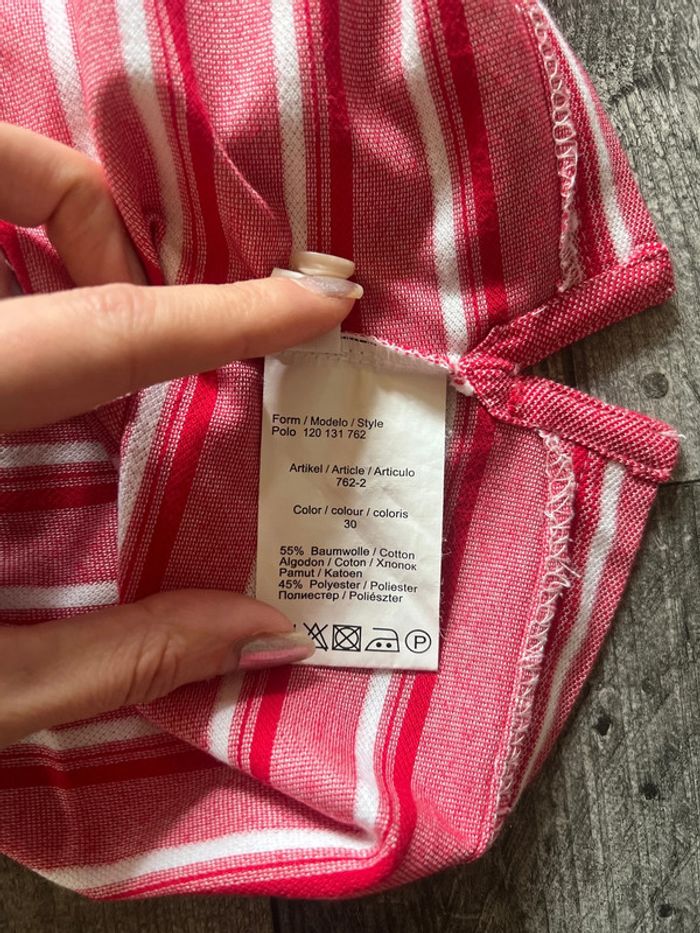 Form / Modelo / Style
Polo 120 131 762
Artikel / Article / Articulo
762-2
Color / colour / coloris
30
55% Baumwolle / Cotton
Algodon / Coton / Хлопок
Pamut / Katoen
45% Polyester / Poliester
Полиестер / Poliészter
P